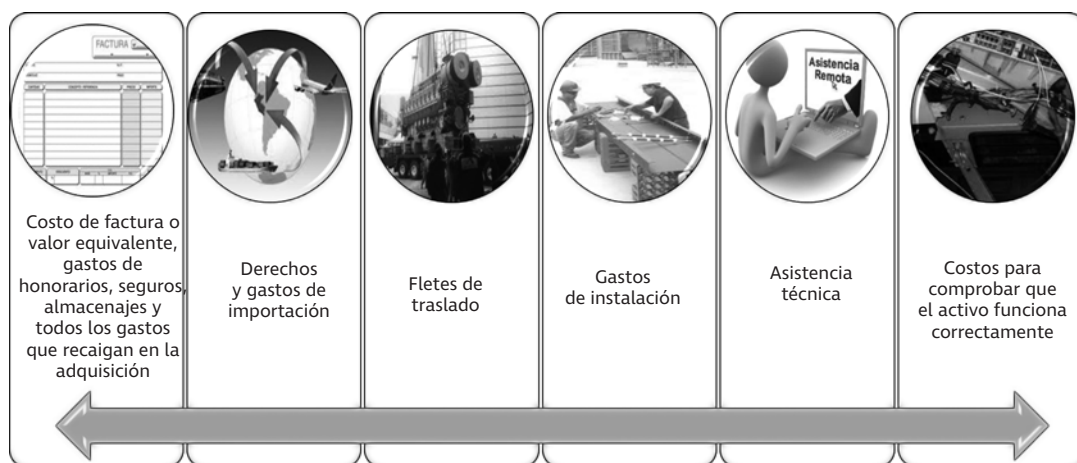 FACTURA
Asistencia
Remota
Costo de factura o
valor equivalente,
gastos de
honorarios, seguros,
almacenajes y
todos los gastos
que recaigan en la
adquisición
Derechos
y gastos de
importación
Fletes de
traslado
Gastos
de instalación
Asistencia
técnica
Costos para
comprobar que
el activo funciona
correctamente